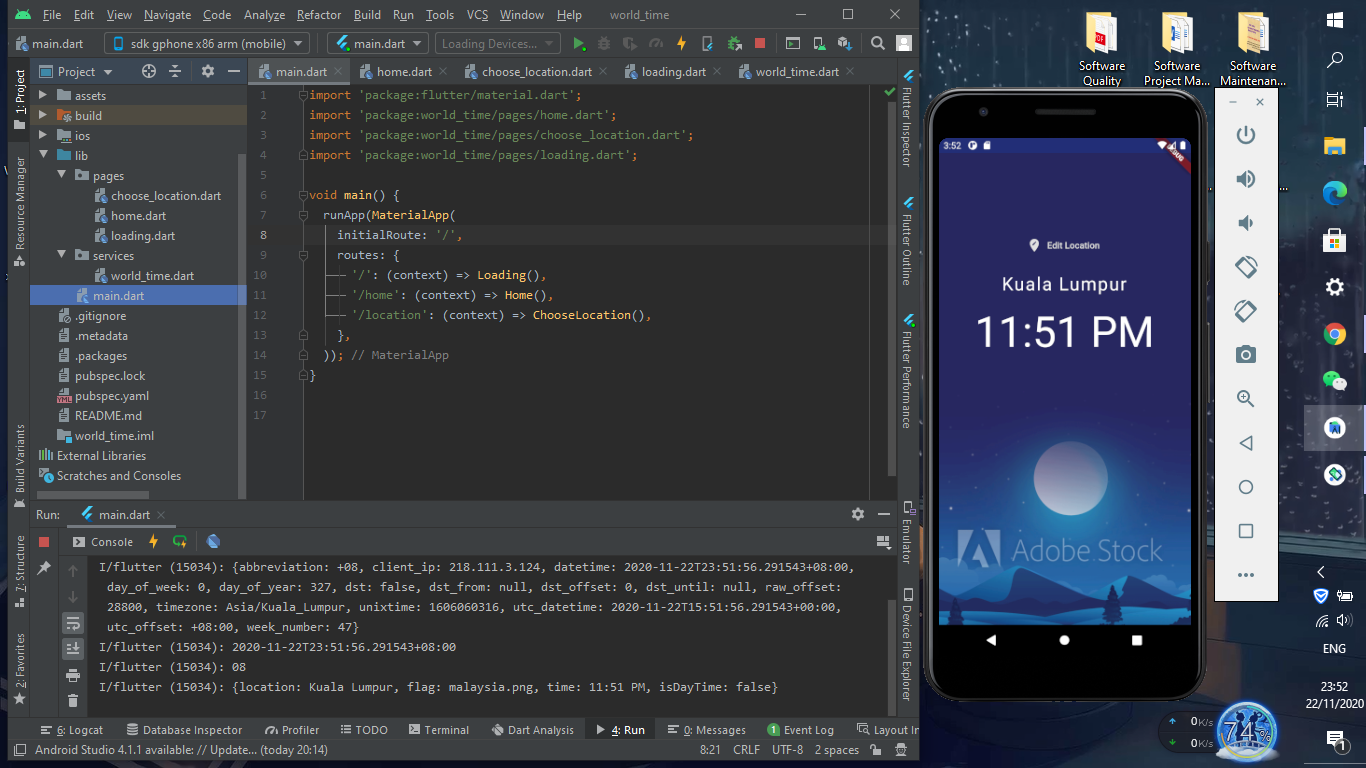 File Edit View Navigate Code Analyze Refactor Build Run Tools VCS Window Help world_time
main.dart sdk gphone x86 arm (mobile) main.dart Loading Devices...
Project main.dart home.dart choose_location.dart loading.dart world_time.dart
1: Project
Resource Manager
Build Variants
7: Structure
2: Favorites
assets
build
ios
lib
pages
choose_location.dart
home.dart
loading.dart
services
world_time.dart
main.dart
.gitignore
.metadata
.packages
pubspec.lock
pubspec.yaml
README.md
world_time.iml
External Libraries
Scratches and Consoles
1 import 'package:flutter/material.dart';
2 import 'package:world_time/pages/home.dart';
3 import 'package:world_time/pages/choose_location.dart';
4 import 'package:world_time/pages/loading.dart';
5
6 void main() {
7 runApp(MaterialApp(
8 initialRoute: '/',
9 routes: {
10 '/': (context) => Loading(),
11 '/home': (context) => Home(),
12 '/location': (context) => ChooseLocation(),
13 },
14 )); // MaterialApp
15 }
16
17
Flutter Inspector
Flutter Outline
Flutter Performance
Emulator
Device File Explorer
Run: main.dart
Console
I/flutter (15034): {abbreviation: +08, client_ip: 218.111.3.124, datetime: 2020-11-22T23:51:56.291543+08:00,
day_of_week: 0, day_of_year: 327, dst: false, dst_from: null, dst_offset: 0, dst_until: null, raw_offset:
28800, timezone: Asia/Kuala_Lumpur, unixtime: 1606060316, utc_datetime: 2020-11-22T15:51:56.291543+00:00,
utc_offset: +08:00, week_number: 47}
I/flutter (15034): 2020-11-22T23:51:56.291543+08:00
I/flutter (15034): 08
I/flutter (15034): {location: Kuala Lumpur, flag: malaysia.png, time: 11:51 PM, isDayTime: false}
6: Logcat Database Inspector Profiler TODO Terminal Dart Analysis 4: Run 0: Messages 1 Event Log Layout In
Android Studio 4.1.1 available: // Update... (today 20:14) 8:21 CRLF UTF-8 2 spaces
Software
Quality
Software
Project Ma...
Software
Maintenan...
3:52
DEBUG
Edit Location
Kuala Lumpur
11:51 PM
Adobe Stock
0K/s
0K/s
74%
ENG
23:52
22/11/2020
1